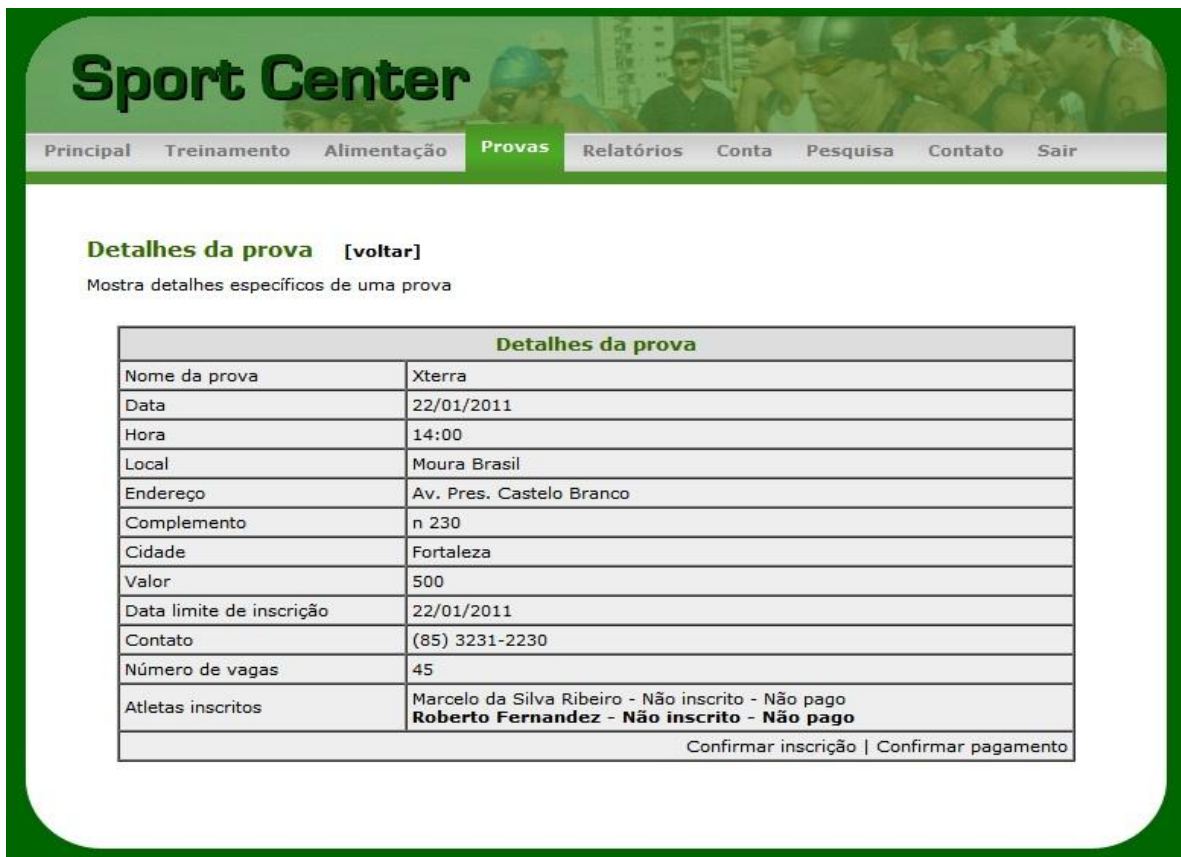 Sport Center
Principal Treinamento Alimentação Provas Relatórios Conta Pesquisa Contato Sair
Detalhes da prova [voltar]
Mostra detalhes específicos de uma prova
Detalhes da prova
Nome da prova Xterra
Data 22/01/2011
Hora 14:00
Local Moura Brasil
Endereço Av. Pres. Castelo Branco
Complemento n 230
Cidade Fortaleza
Valor 500
Data limite de inscrição 22/01/2011
Contato (85) 3231-2230
Número de vagas 45
Atletas inscritos Marcelo da Silva Ribeiro - Não inscrito - Não pago
Roberto Fernandez - Não inscrito - Não pago
Confirmar inscrição | Confirmar pagamento